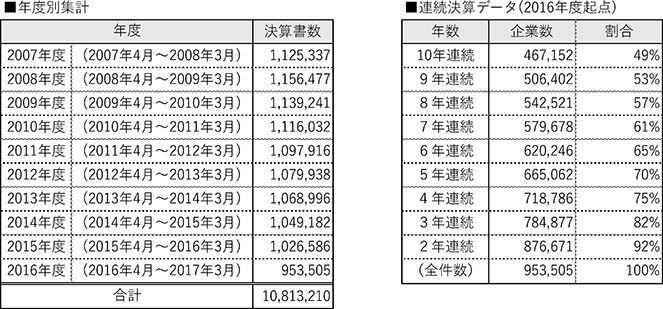 ■年度別集計
年度 決算書数
2007年度 (2007年4月～2008年3月) 1,125,337
2008年度 (2008年4月～2009年3月) 1,156,477
2009年度 (2009年4月～2010年3月) 1,139,241
2010年度 (2010年4月～2011年3月) 1,116,032
2011年度 (2011年4月～2012年3月) 1,097,916
2012年度 (2012年4月～2013年3月) 1,079,938
2013年度 (2013年4月～2014年3月) 1,068,996
2014年度 (2014年4月～2015年3月) 1,049,182
2015年度 (2015年4月～2016年3月) 1,026,586
2016年度 (2016年4月～2017年3月) 953,505
合計 10,813,210
■連続決算データ(2016年度起点)
年数 企業数 割合
10年連続 467,152 49%
9年連続 506,402 53%
8年連続 542,521 57%
7年連続 579,678 61%
6年連続 620,246 65%
5年連続 665,062 70%
4年連続 718,786 75%
3年連続 784,877 82%
2年連続 876,671 92%
(全件数) 953,505 100%